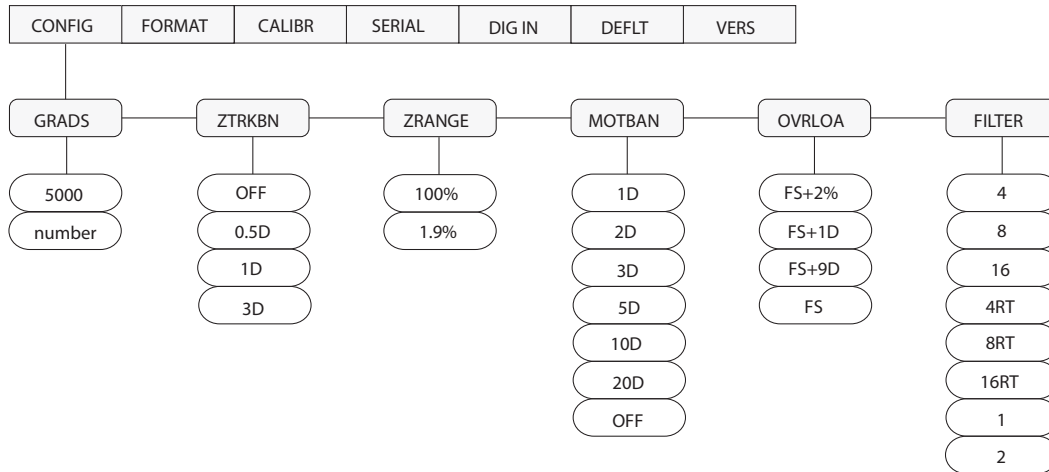 CONFIG FORMAT CALIBR SERIAL DIG IN DEFLT VERS
GRADS ZTRKBN ZRANGE MOTBAN OVRLOA FILTER
5000 OFF 100% 1D FS+2% 4
number 0.5D 1.9% 2D FS+1D 8
1D 3D FS+9D 16
3D 5D FS 4RT
10D 8RT
20D 16RT
OFF 1
2